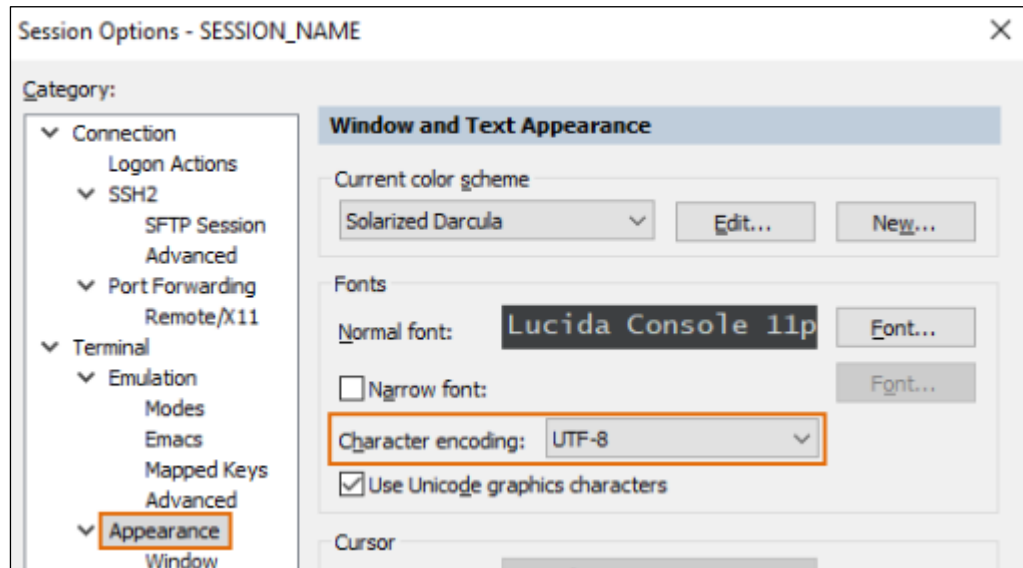 Session Options - SESSION_NAME
Category:
Connection
Logon Actions
SSH2
SFTP Session
Advanced
Port Forwarding
Remote/X11
Terminal
Emulation
Modes
Emacs
Mapped Keys
Advanced
Appearance
Window
Window and Text Appearance
Current color scheme
Solarized Darcula
Edit...
New...
Fonts
Normal font:
Lucida Console 11p
Font...
Narrow font:
Font...
Character encoding:
UTF-8
Use Unicode graphics characters
Cursor